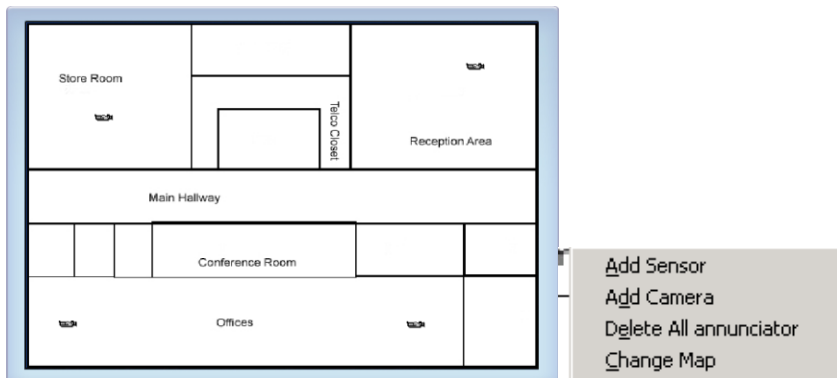 Store Room
Telco Closet
Reception Area
Main Hallway
Conference Room
Offices
Add Sensor
Add Camera
Delete All annunciator
Change Map